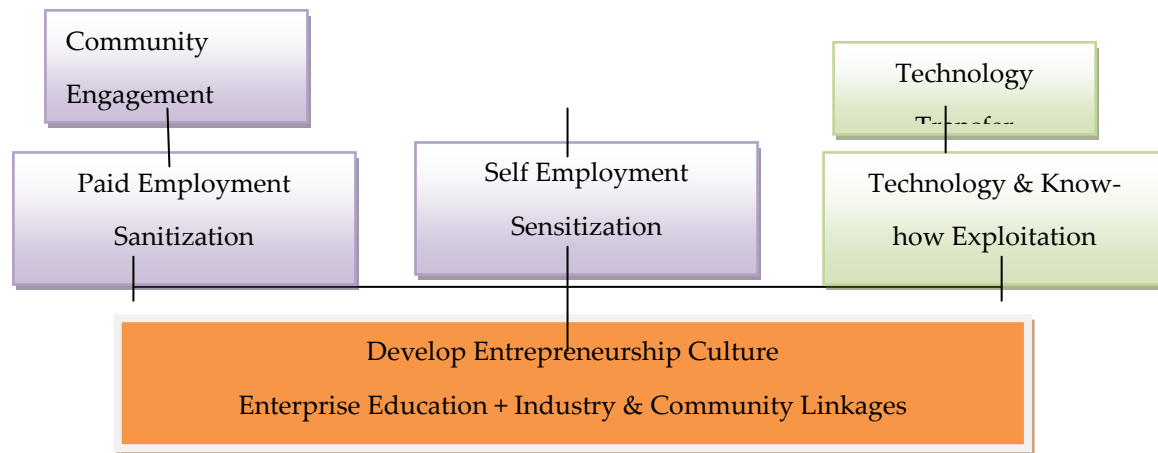 Community
Engagement
Technology
Transfer
Paid Employment
Sanitization
Self Employment
Sensitization
Technology & Know-
how Exploitation
Develop Entrepreneurship Culture
Enterprise Education + Industry & Community Linkages